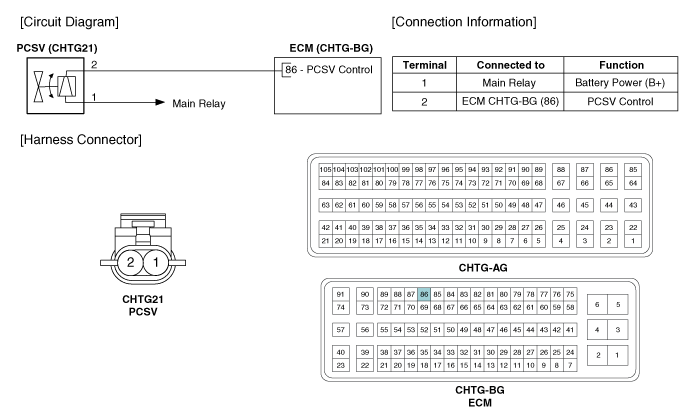 [Circuit Diagram]
[Connection Information]
PCSV (CHTG21)
ECM (CHTG-BG)
2
86 - PCSV Control
1
Main Relay
Terminal Connected to Function
1 Main Relay Battery Power (B+)
2 ECM CHTG-BG (86) PCSV Control
[Harness Connector]
105 104 103 102 101 100 99 98 97 96 95 94 93 92 91 90 89 88 87 86 85
84 83 82 81 80 79 78 77 76 75 74 73 72 71 70 69 68 67 66 65 64
63 62 61 60 59 58 57 56 55 54 53 52 51 50 49 48 47 46 45 44 43
42 41 40 39 38 37 36 35 34 33 32 31 30 29 28 27 26 25 24 23 22
21 20 19 18 17 16 15 14 13 12 11 10 9 8 7 6 5 4 3 2 1
CHTG-AG
2 1
CHTG21
PCSV
91 90 89 88 87 86 85 84 83 82 81 80 79 78 77 76 75
74 73 72 71 70 69 68 67 66 65 64 63 62 61 60 59 58
6 5
57 56 55 54 53 52 51 50 49 48 47 46 45 44 43 42 41
4 3
40 39 38 37 36 35 34 33 32 31 30 29 28 27 26 25 24
23 22 21 20 19 18 17 16 15 14 13 12 11 10 9 8 7
2 1
CHTG-BG
ECM